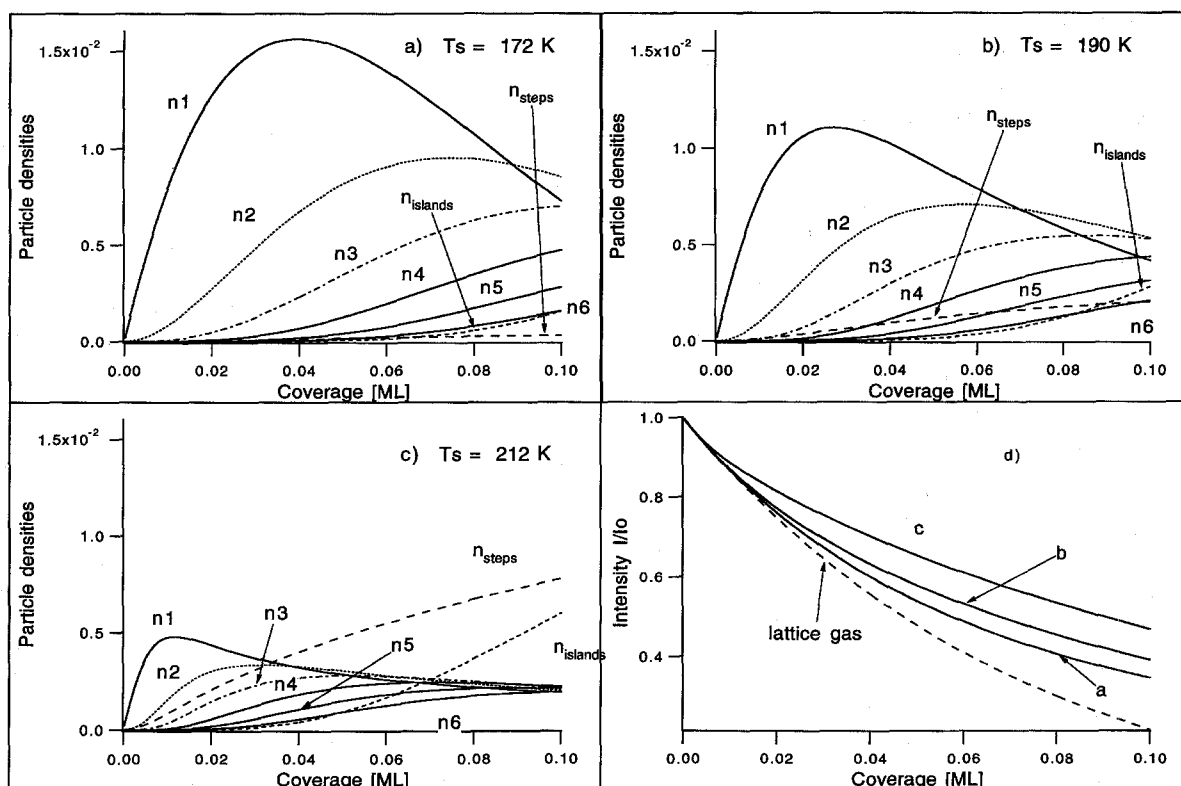 a) Ts = 172 K
1.5x10⁻²
1.0
0.5
0.0
Particle densities
n1
n2
n3
n4
n5
n6
n_islands
n_steps
0.00 0.02 0.04 0.06 0.08 0.10
Coverage [ML]
b) Ts = 190 K
1.5x10⁻²
1.0
0.5
0.0
Particle densities
n1
n2
n3
n4
n5
n6
n_steps
n_islands
0.00 0.02 0.04 0.06 0.08 0.10
Coverage [ML]
c) Ts = 212 K
1.5x10⁻²
1.0
0.5
0.0
Particle densities
n1
n2
n3
n4
n5
n6
n_steps
n_islands
0.00 0.02 0.04 0.06 0.08 0.10
Coverage [ML]
d)
1.0
0.8
0.6
0.4
Intensity I/Io
c
b
a
lattice gas
0.00 0.02 0.04 0.06 0.08 0.10
Coverage [ML]